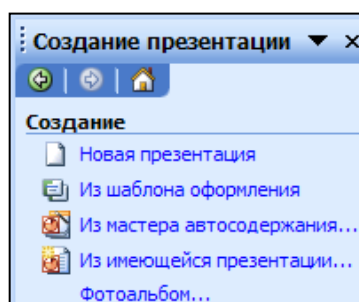 Создание презентации
Создание
Новая презентация
Из шаблона оформления
Из мастера автосодержания...
Из имеющейся презентации...
Фотоальбом...